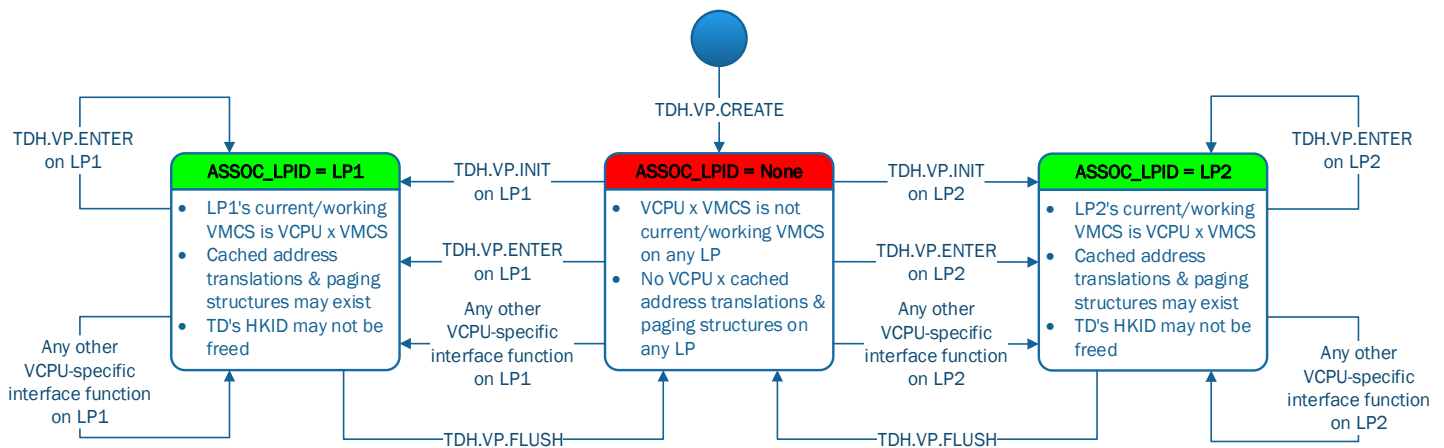 TDH.VP.CREATE
TDH.VP.ENTER
on LP1
ASSOC_LPID = LP1
• LP1's current/working
VMCS is VCPU x VMCS
• Cached address
translations & paging
structures may exist
• TD's HKID may not be
freed
Any other
VCPU-specific
interface function
on LP1
TDH.VP.INIT
on LP1
TDH.VP.ENTER
on LP1
Any other
VCPU-specific
interface function
on LP1
TDH.VP.FLUSH
ASSOC_LPID = None
• VCPU x VMCS is not
current/working VMCS
on any LP
• No VCPU x cached
address translations &
paging structures on
any LP
TDH.VP.INIT
on LP2
TDH.VP.ENTER
on LP2
Any other
VCPU-specific
interface function
on LP2
TDH.VP.FLUSH
ASSOC_LPID = LP2
• LP2's current/working
VMCS is VCPU x VMCS
• Cached address
translations & paging
structures may exist
• TD's HKID may not be
freed
TDH.VP.ENTER
on LP2
Any other
VCPU-specific
interface function
on LP2